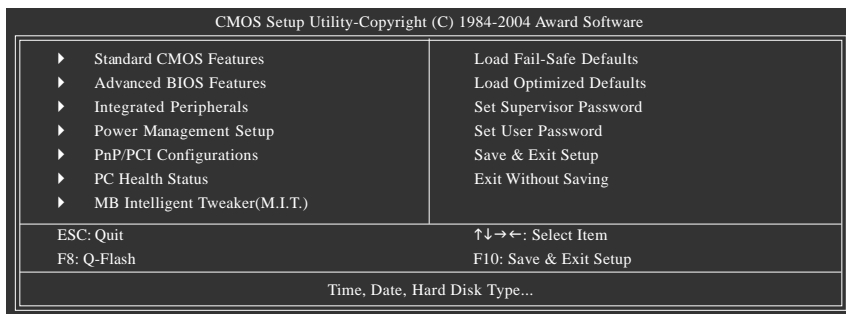 CMOS Setup Utility-Copyright (C) 1984-2004 Award Software
Standard CMOS Features
Advanced BIOS Features
Integrated Peripherals
Power Management Setup
PnP/PCI Configurations
PC Health Status
MB Intelligent Tweaker(M.I.T.)
Load Fail-Safe Defaults
Load Optimized Defaults
Set Supervisor Password
Set User Password
Save & Exit Setup
Exit Without Saving
ESC: Quit
↑↓→←: Select Item
F8: Q-Flash
F10: Save & Exit Setup
Time, Date, Hard Disk Type...